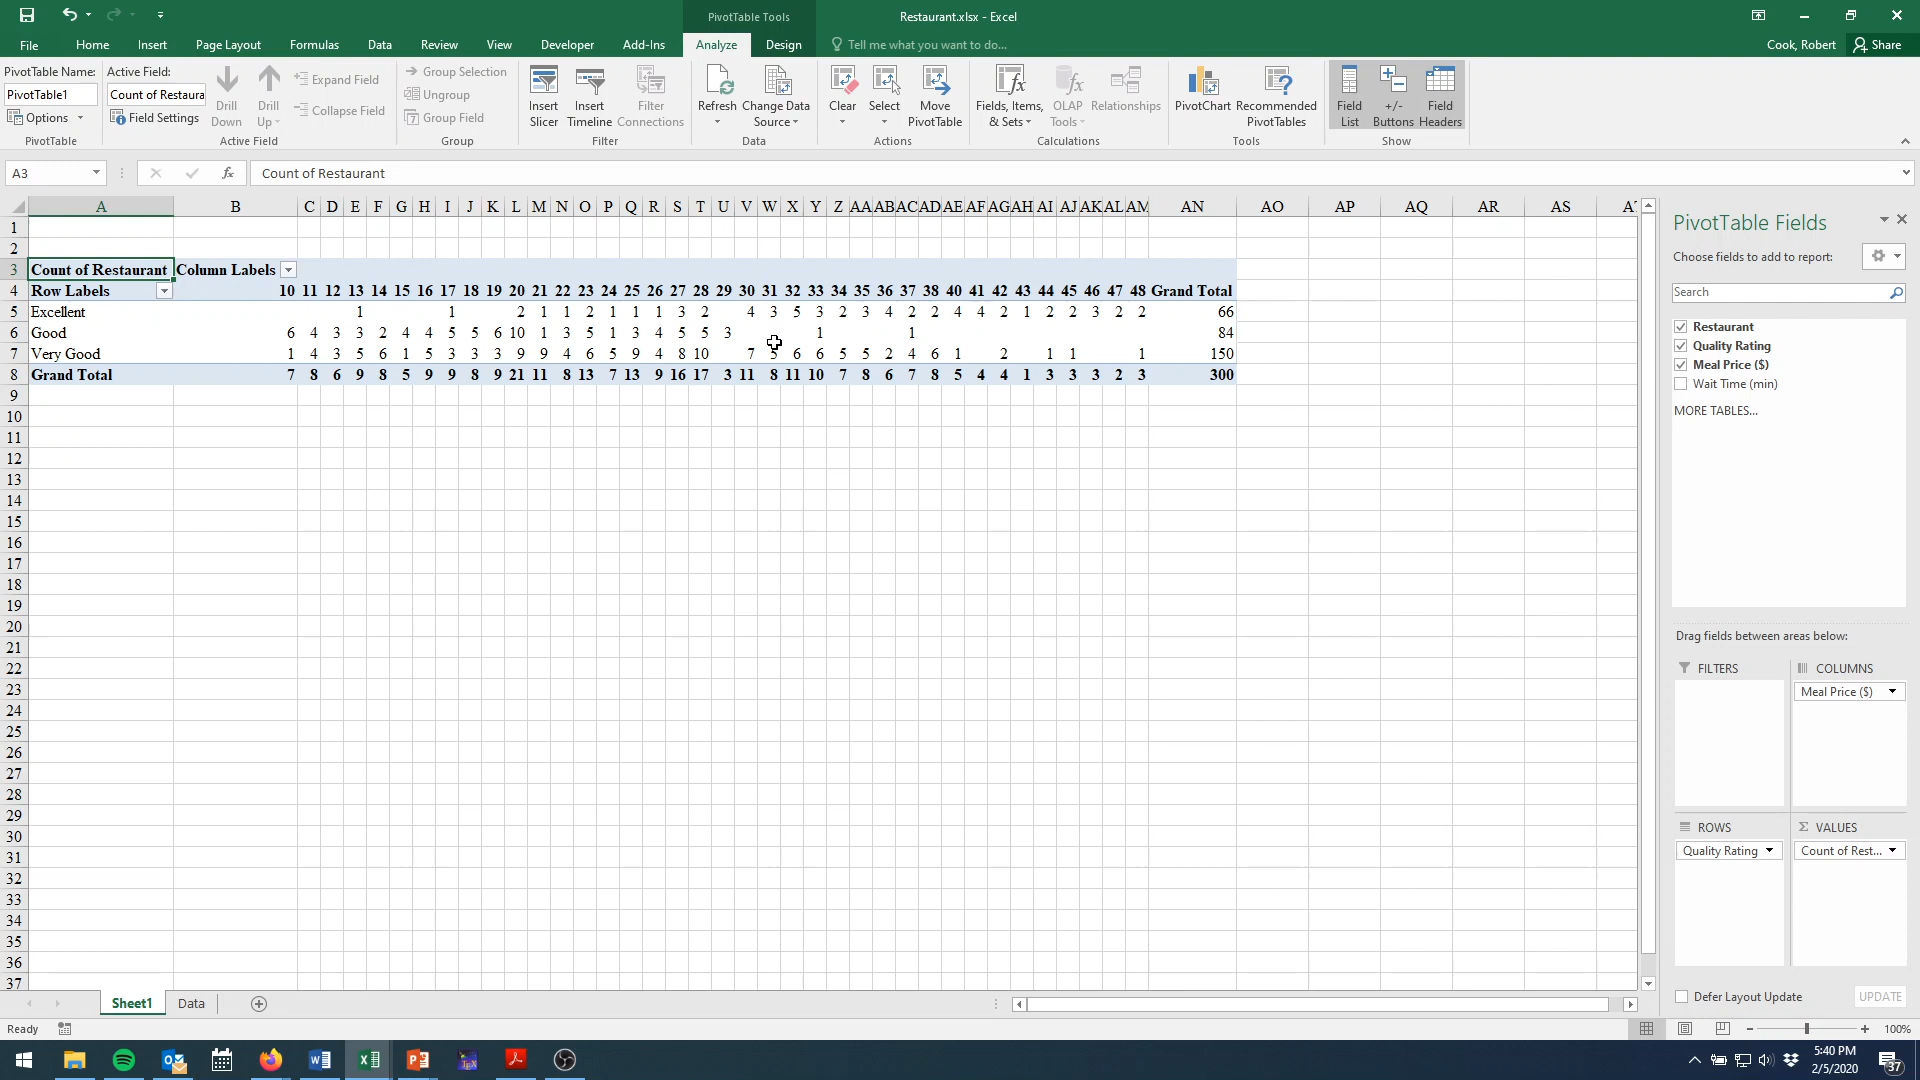 PivotTable Tools
Restaurant.xlsx - Excel
File Home Insert Page Layout Formulas Data Review View Developer Add-Ins Analyze Design Tell me what you want to do... Cook, Robert Share
PivotTable Name:
PivotTable1
Options
PivotTable
Active Field:
Count of Restaura
Field Settings
Drill Down
Drill Up
Expand Field
Collapse Field
Active Field
Group Selection
Ungroup
Group Field
Group
Insert Slicer
Insert Timeline
Filter Connections
Filter
Refresh
Change Data Source
Data
Clear
Select
Move PivotTable
Actions
Fields, Items, & Sets
OLAP Tools
Relationships
Calculations
PivotChart
Recommended PivotTables
Tools
Field List
+/- Buttons
Field Headers
Show
A3 fx Count of Restaurant
A B C D E F G H I J K L M N O P Q R S T U V W X Y Z AA AB AC AD AE AF AG AH AI AJ AK AL AM AN AO AP AQ AR AS
1
2
3 Count of Restaurant Column Labels
4 Row Labels 10 11 12 13 14 15 16 17 18 19 20 21 22 23 24 25 26 27 28 29 30 31 32 33 34 35 36 37 38 40 41 42 43 44 45 46 47 48 Grand Total
5 Excellent 1 1 2 1 1 2 1 1 1 3 2 4 3 5 3 2 3 4 2 2 4 4 2 1 2 2 3 2 2 66
6 Good 6 4 3 3 2 4 4 5 5 6 10 1 3 5 1 3 4 5 5 3 1 1 84
7 Very Good 1 4 3 5 6 1 5 3 3 3 9 9 4 6 5 9 4 8 10 7 5 6 6 5 5 2 4 6 1 2 1 1 1 150
8 Grand Total 7 8 6 9 8 5 9 9 8 9 21 11 8 13 7 13 9 16 17 3 11 8 11 10 7 8 6 7 8 5 4 4 1 3 3 3 2 3 300
9
10
11
12
13
14
15
16
17
18
19
20
21
22
23
24
25
26
27
28
29
30
31
32
33
34
35
36
37
PivotTable Fields
Choose fields to add to report:
Search
Restaurant
Quality Rating
Meal Price ($)
Wait Time (min)
MORE TABLES...
Drag fields between areas below:
FILTERS
COLUMNS
Meal Price ($)
ROWS
Quality Rating
Σ VALUES
Count of Rest...
Defer Layout Update UPDATE
Sheet1 Data
Ready
100%
5:40 PM
2/5/2020
37